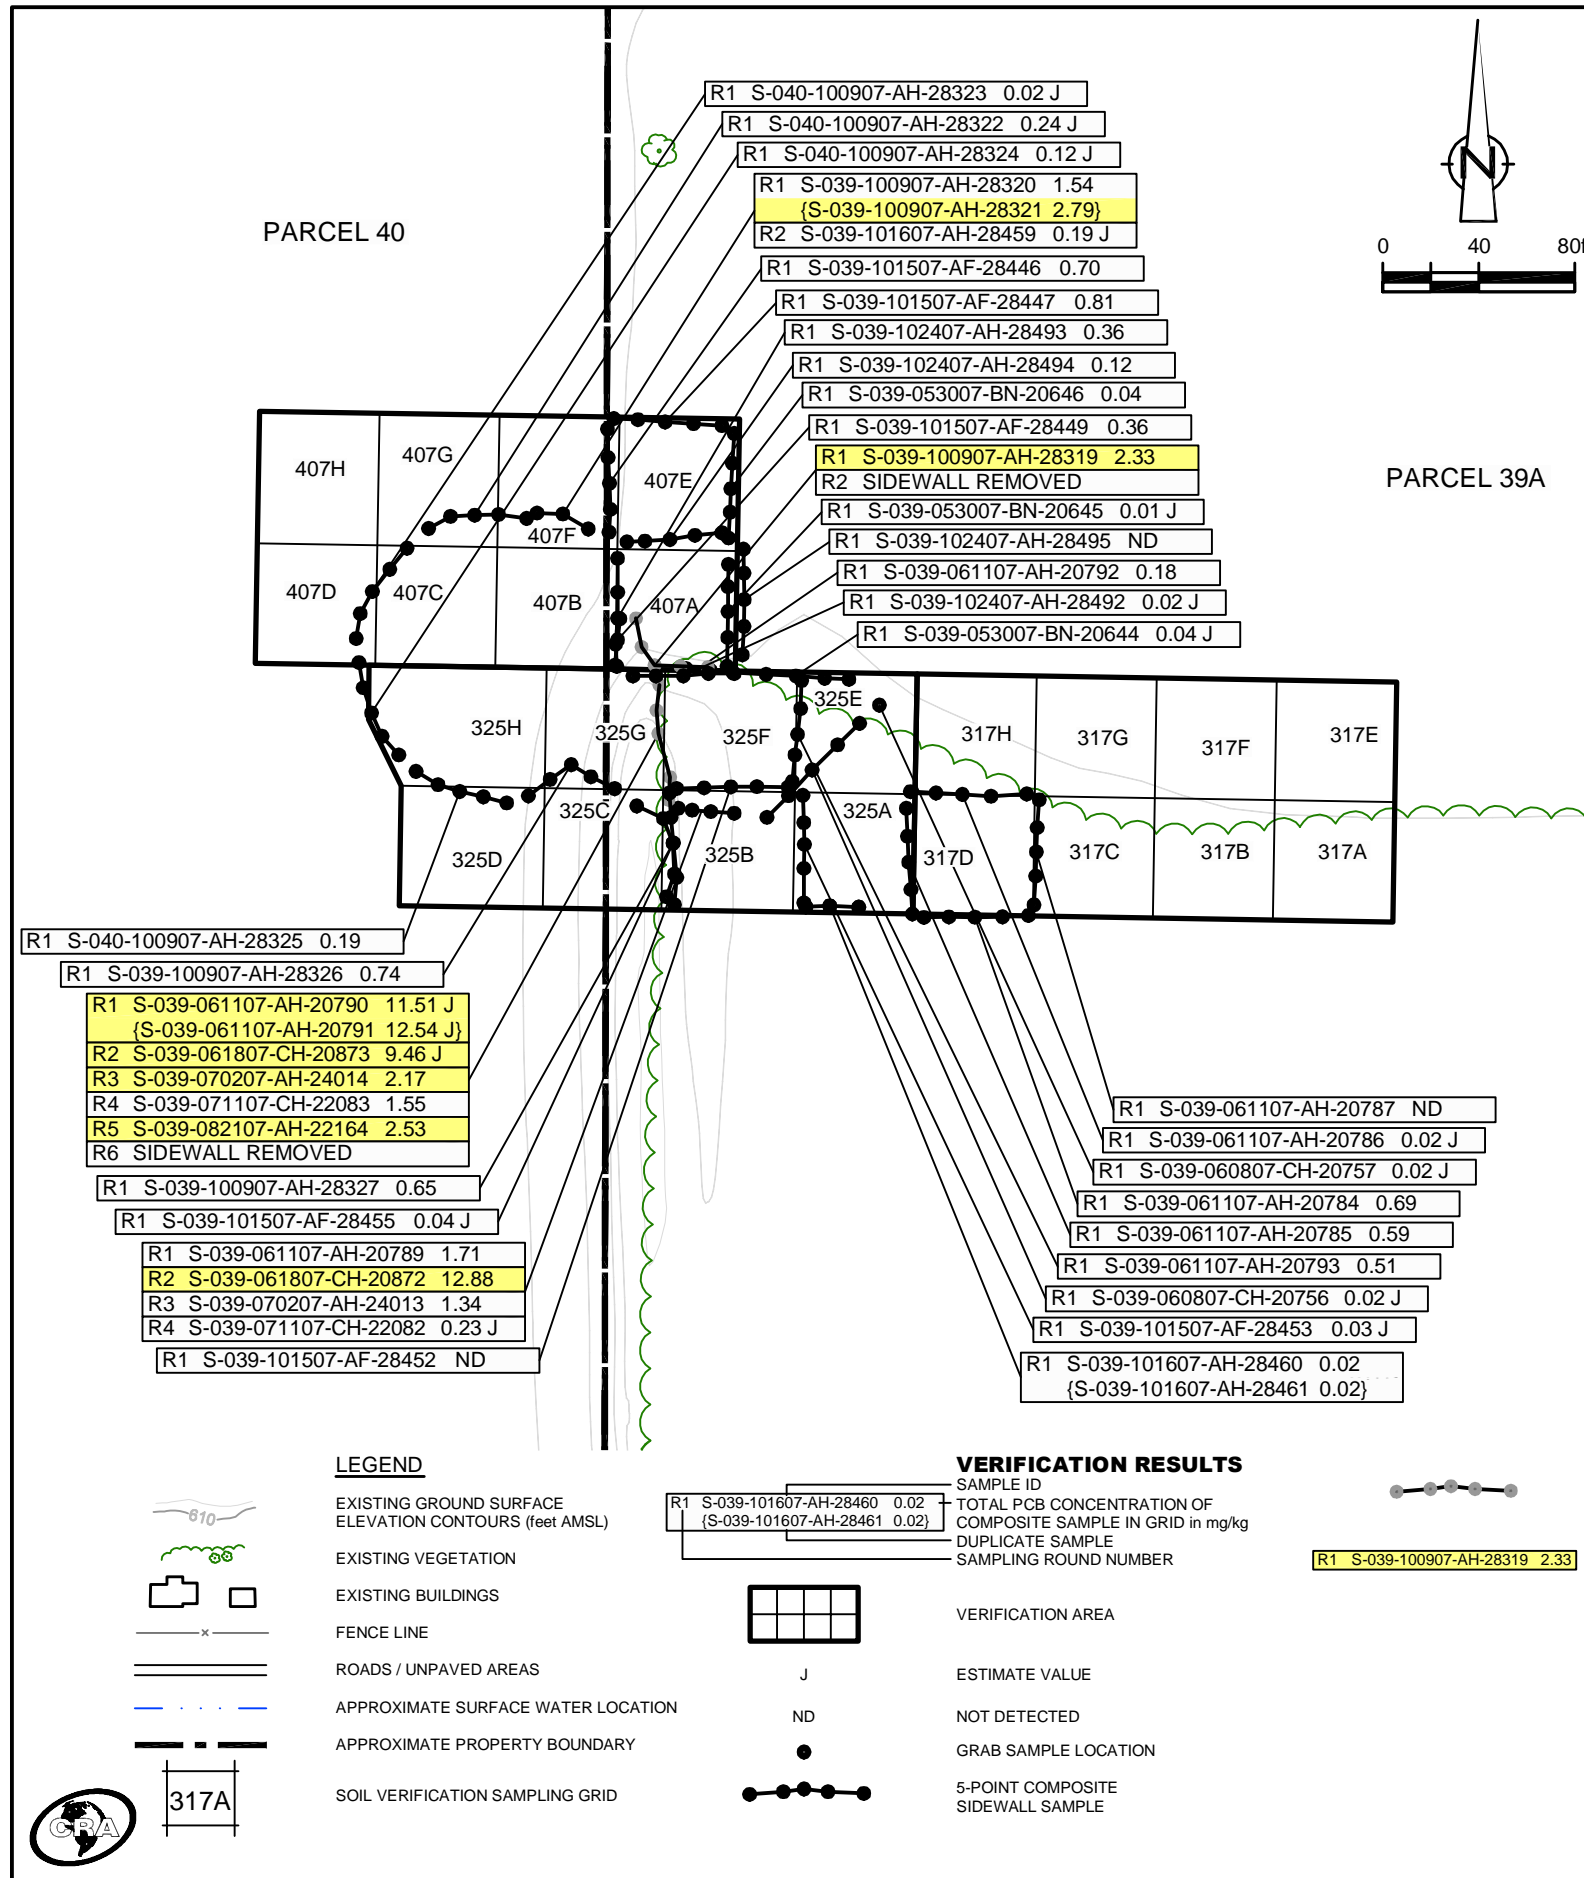 R1 S-040-100907-AH-28323 0.02 J
R1 S-040-100907-AH-28322 0.24 J
R1 S-040-100907-AH-28324 0.12 J
R1 S-039-100907-AH-28320 1.54
{S-039-100907-AH-28321 2.79}
R2 S-039-101607-AH-28459 0.19 J
R1 S-039-101507-AF-28446 0.70
R1 S-039-101507-AF-28447 0.81
R1 S-039-102407-AH-28493 0.36
R1 S-039-102407-AH-28494 0.12
R1 S-039-053007-BN-20646 0.04
R1 S-039-101507-AF-28449 0.36
R1 S-039-100907-AH-28319 2.33
R2 SIDEWALL REMOVED
R1 S-039-053007-BN-20645 0.01 J
R1 S-039-102407-AH-28495 ND
R1 S-039-061107-AH-20792 0.18
R1 S-039-102407-AH-28492 0.02 J
R1 S-039-053007-BN-20644 0.04 J
N
0 40 80f
PARCEL 40
PARCEL 39A
407H
407G
407F
407E
407D
407C
407B
407A
325H
325G
325F
325E
317H
317G
317F
317E
325D
325C
325B
325A
317D
317C
317B
317A
R1 S-040-100907-AH-28325 0.19
R1 S-039-100907-AH-28326 0.74
R1 S-039-061107-AH-20790 11.51 J
{S-039-061107-AH-20791 12.54 J}
R2 S-039-061807-CH-20873 9.46 J
R3 S-039-070207-AH-24014 2.17
R4 S-039-071107-CH-22083 1.55
R5 S-039-082107-AH-22164 2.53
R6 SIDEWALL REMOVED
R1 S-039-100907-AH-28327 0.65
R1 S-039-101507-AF-28455 0.04 J
R1 S-039-061107-AH-20789 1.71
R2 S-039-061807-CH-20872 12.88
R3 S-039-070207-AH-24013 1.34
R4 S-039-071107-CH-22082 0.23 J
R1 S-039-101507-AF-28452 ND
R1 S-039-061107-AH-20787 ND
R1 S-039-061107-AH-20786 0.02 J
R1 S-039-060807-CH-20757 0.02 J
R1 S-039-061107-AH-20784 0.69
R1 S-039-061107-AH-20785 0.59
R1 S-039-061107-AH-20793 0.51
R1 S-039-060807-CH-20756 0.02 J
R1 S-039-101507-AF-28453 0.03 J
R1 S-039-101607-AH-28460 0.02
{S-039-101607-AH-28461 0.02}
LEGEND
610
EXISTING GROUND SURFACE
ELEVATION CONTOURS (feet AMSL)
EXISTING VEGETATION
EXISTING BUILDINGS
x
FENCE LINE
ROADS / UNPAVED AREAS
APPROXIMATE SURFACE WATER LOCATION
APPROXIMATE PROPERTY BOUNDARY
317A
SOIL VERIFICATION SAMPLING GRID
CRA
VERIFICATION RESULTS
R1 S-039-101607-AH-28460 0.02
{S-039-101607-AH-28461 0.02}
SAMPLE ID
TOTAL PCB CONCENTRATION OF
COMPOSITE SAMPLE IN GRID in mg/kg
DUPLICATE SAMPLE
SAMPLING ROUND NUMBER
VERIFICATION AREA
J
ESTIMATE VALUE
ND
NOT DETECTED
GRAB SAMPLE LOCATION
5-POINT COMPOSITE
SIDEWALL SAMPLE
R1 S-039-100907-AH-28319 2.33